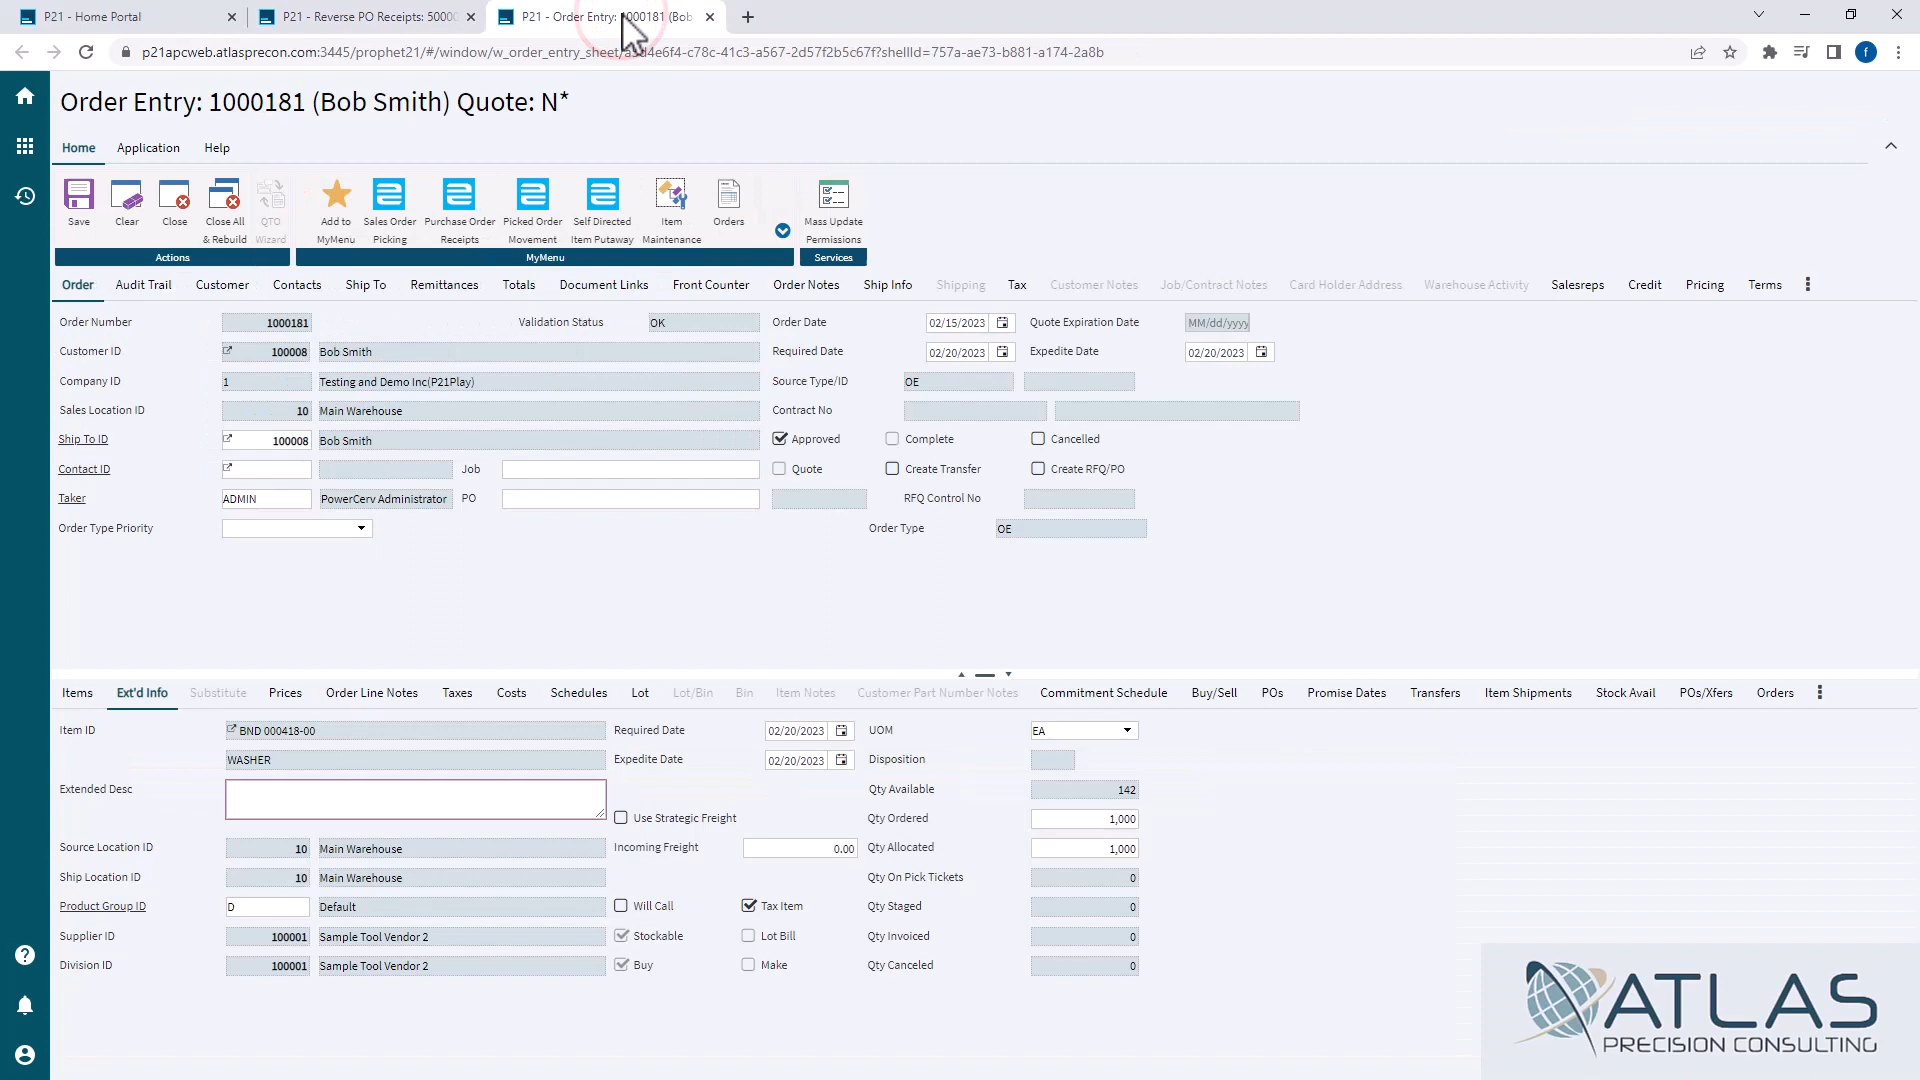 P21 - Home Portal
P21 - Reverse PO Receipts: 5000
P21 - Order Entry: 1000181 (Bob
p21apcweb.atlasprecon.com:3445/prophet21/#/window/w_order_entry_sheet/a3d4e6f4-c78c-41c3-a567-2d57f2b5c67f?shellId=757a-ae73-b881-a174-2a8b
f
Order Entry: 1000181 (Bob Smith) Quote: N*
Home Application Help
Save Clear Close Close All & Rebuild QTO Wizard Add to MyMenu Sales Order Picking Purchase Order Receipts Picked Order Movement Self Directed Item Putaway Item Maintenance Orders Mass Update Permissions
Actions MyMenu Services
Order Audit Trail Customer Contacts Ship To Remittances Totals Document Links Front Counter Order Notes Ship Info Shipping Tax Customer Notes Job/Contract Notes Card Holder Address Warehouse Activity Salesreps Credit Pricing Terms
Order Number 1000181 Validation Status OK Order Date 02/15/2023 Quote Expiration Date MM/dd/yyyy
Customer ID 100008 Bob Smith Required Date 02/20/2023 Expedite Date 02/20/2023
Company ID 1 Testing and Demo Inc(P21Play) Source Type/ID OE
Sales Location ID 10 Main Warehouse Contract No
Ship To ID 100008 Bob Smith Approved Complete Cancelled
Contact ID Job Quote Create Transfer Create RFQ/PO
Taker ADMIN PowerCerv Administrator PO RFQ Control No
Order Type Priority Order Type OE
Items Ext'd Info Substitute Prices Order Line Notes Taxes Costs Schedules Lot Lot/Bin Bin Item Notes Customer Part Number Notes Commitment Schedule Buy/Sell POs Promise Dates Transfers Item Shipments Stock Avail POs/Xfers Orders
Item ID BND 000418-00 Required Date 02/20/2023 UOM EA
WASHER Expedite Date 02/20/2023 Disposition
Extended Desc Qty Available 142
Use Strategic Freight Qty Ordered 1,000
Source Location ID 10 Main Warehouse Incoming Freight 0.00 Qty Allocated 1,000
Ship Location ID 10 Main Warehouse Qty On Pick Tickets 0
Product Group ID D Default Will Call Tax Item Qty Staged 0
Supplier ID 100001 Sample Tool Vendor 2 Stockable Lot Bill Qty Invoiced 0
Division ID 100001 Sample Tool Vendor 2 Buy Make Qty Canceled 0
ATLAS
PRECISION CONSULTING